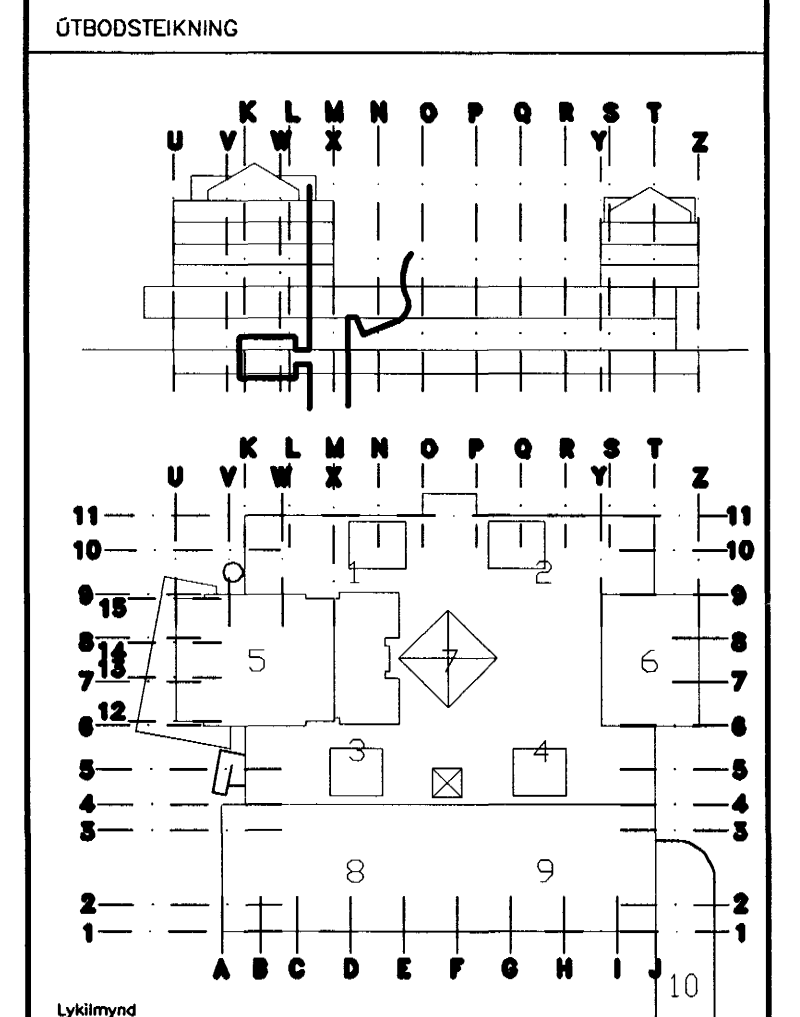 ÚTBODSTEIKNING
K L M N O P Q R S T
U V W X Y Z
K L M N O P Q R S T
U V W X Y Z
11 11
10 10
1 2
9 9
15
8 8
14
5 7 6
13
7 7
12
6 6
3 4
5 5
4 4
3 3
8 9
2 2
1 1
A B C D E F G H I J
10
Lykilmynd